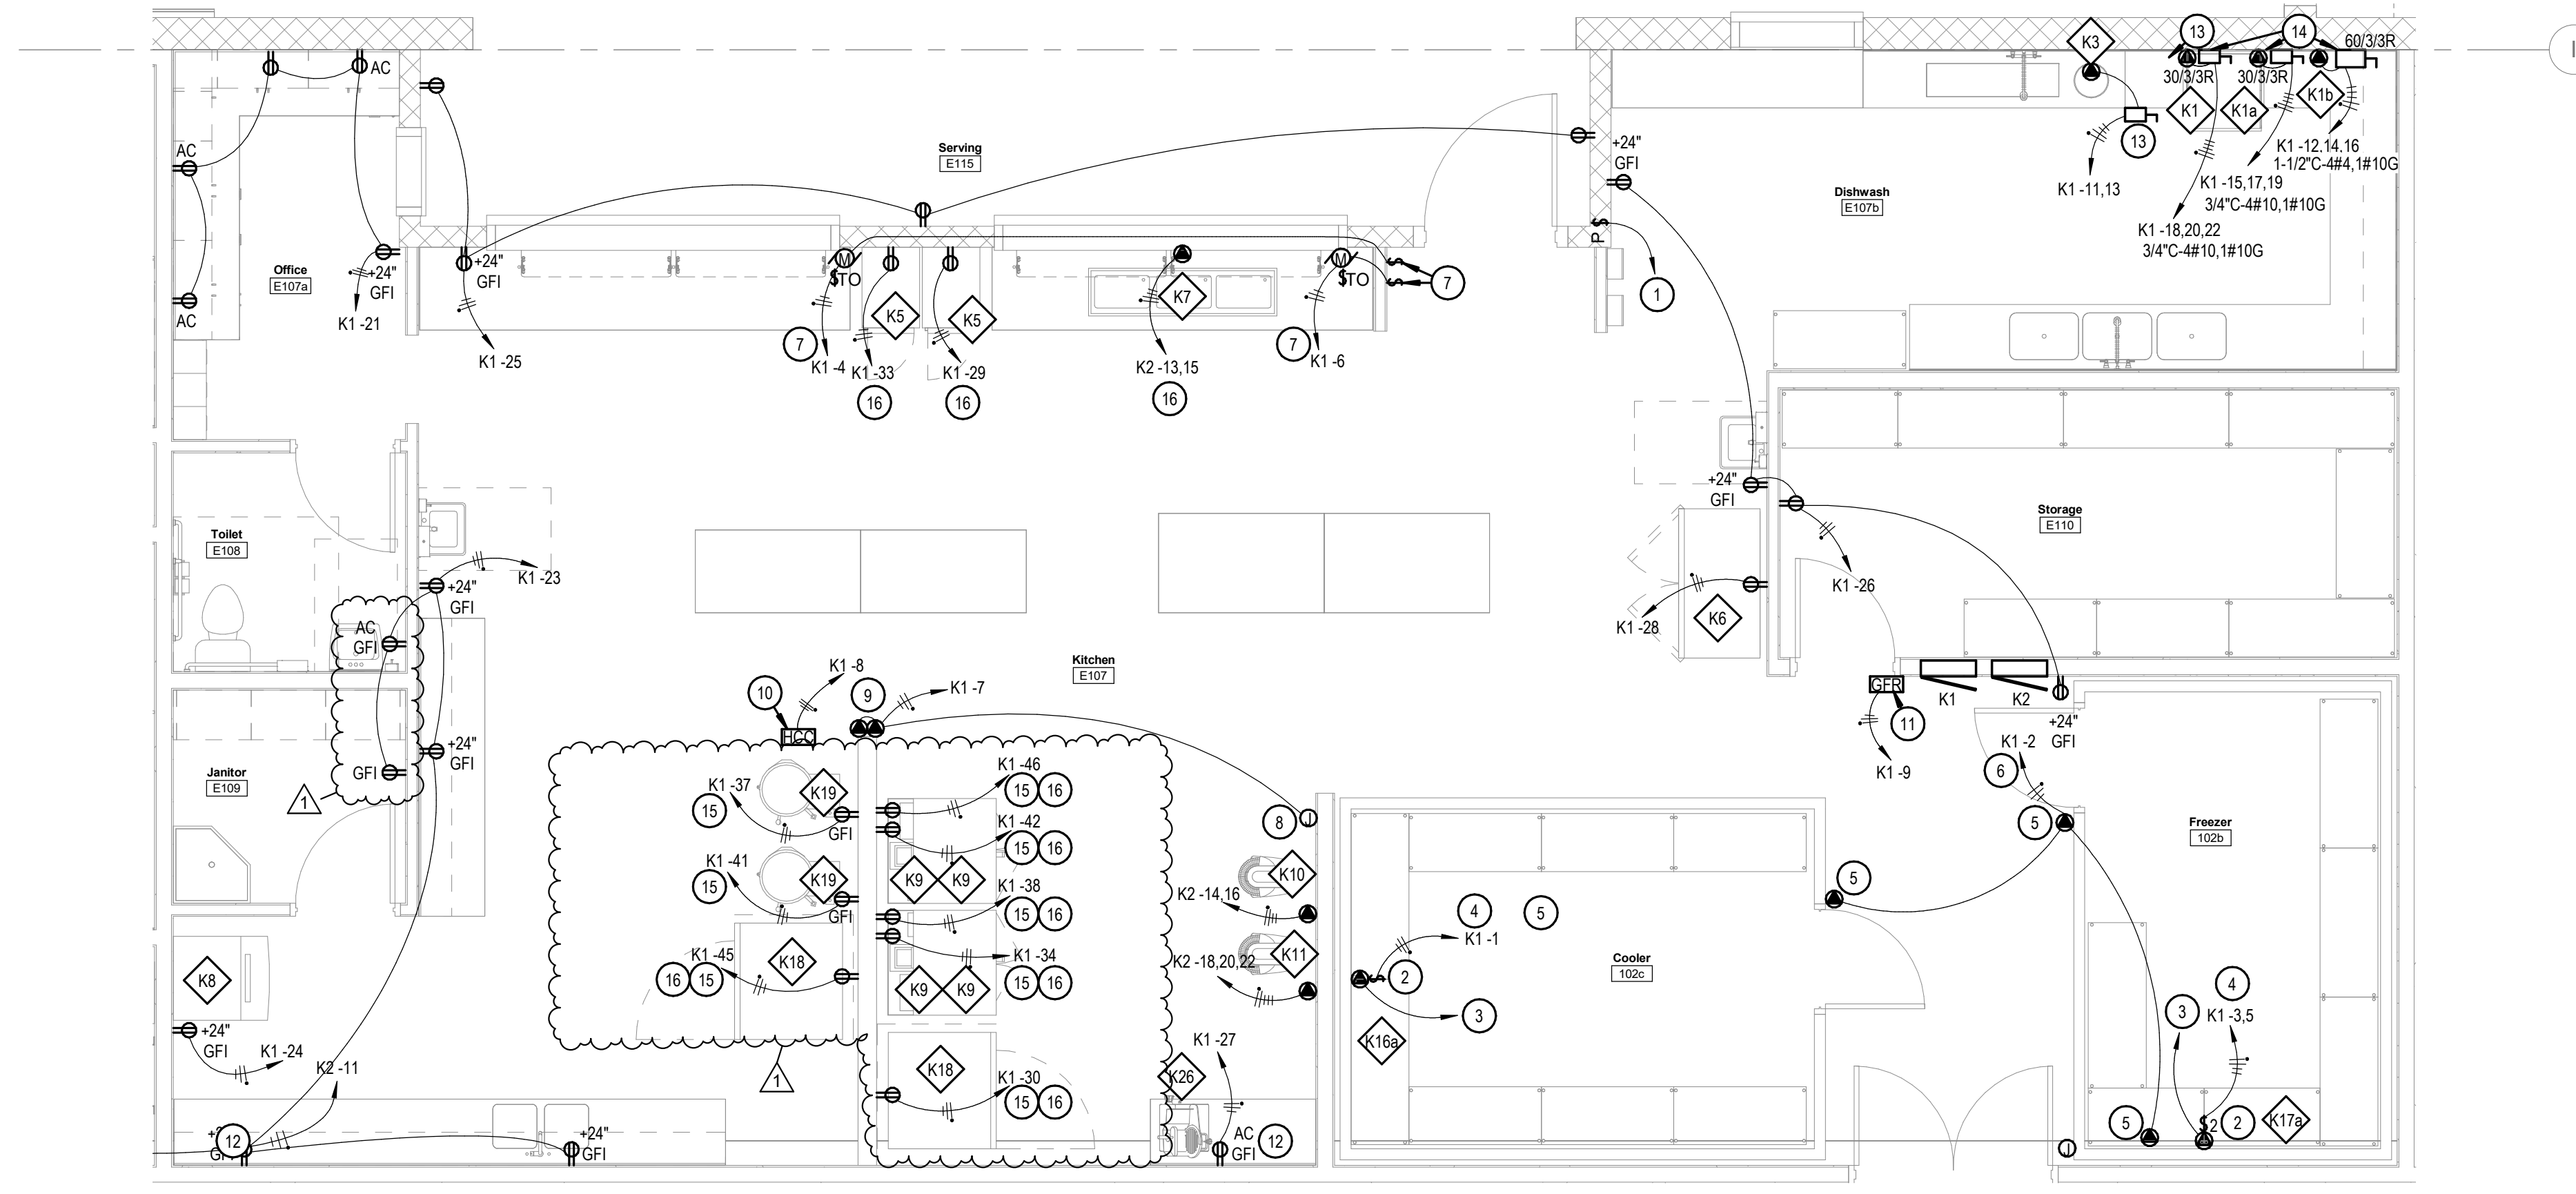 13
14
60/3/3R
K3
30/3/3R
30/3/3R
K1
K1a
K1b
13
K1 -11,13
K1 -12,14,16
1-1/2"C-4#4,1#10G
K1 -15,17,19
3/4"C-4#10,1#10G
K1 -18,20,22
3/4"C-4#10,1#10G
Dishwash
E107b
AC
AC
AC
Office
E107a
+24"
GFI
K1 -21
Serving
E115
+24"
GFI
K1 -25
M
$TO
7
K1 -4
K5
K1 -33
16
K5
K1 -29
16
K7
K2 -13,15
16
M
$TO
7
K1 -6
$
$
7
+24"
GFI
P $
1
Toilet
E108
K1 -23
+24"
GFI
AC
GFI
GFI
+24"
GFI
Janitor
E109
1
+24"
GFI
K1 -26
Storage
E110
K1 -28
K6
GFR
11
K1 -9
K1
K2
+24"
GFI
K1 -2
6
5
Freezer
102b
Kitchen
E107
K1 -8
10
HCC
9
K1 -7
K1 -37
15
K19
GFI
K1 -41
15
K19
GFI
K1 -45
16
15
K18
1
K1 -46
15
16
K1 -42
15
16
K9
K9
K1 -38
15
16
K1 -34
15
16
K9
K9
K18
K1 -30
15
16
8
J
K10
K2 -14,16
K11
K2 -18,20,22
K1 -27
K26
AC
GFI
12
4
5
K1 -1
$
2
3
K16a
Cooler
102c
5
4
3
K1 -3,5
5
$2
2
K17a
J
K8
+24"
GFI
K1 -24
K2 -11
12
+24"
GFI